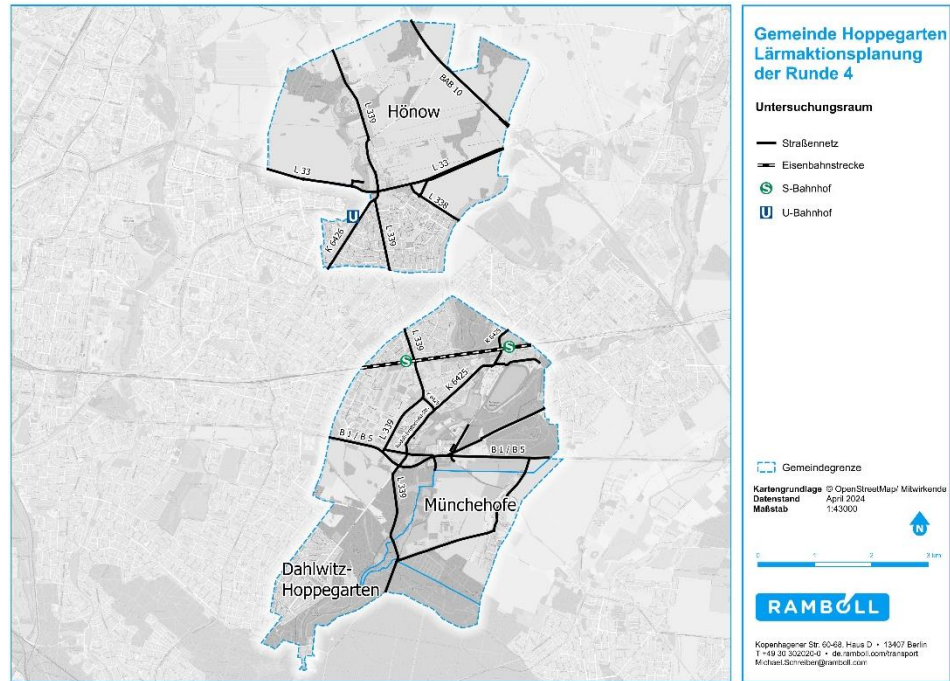 Gemeinde Hoppegarten
Lärmaktionsplanung
der Runde 4
Untersuchungsraum
Straßennetz
Eisenbahnstrecke
S S-Bahnhof
U U-Bahnhof
Gemeindegrenze
Kartengrundlage © OpenStreetMap/ Mitwirkende
Datenstand April 2024
Maßstab 1:43000
N
0 1 2 3 km
RAMBOLL
Kopenhagener Str. 60-68, Haus D • 13407 Berlin
T +49 30 302020-0 • de.ramboll.com/transport
Michael.Schreiber@ramboll.com
BAB 10
Hönow
L 339
L 33
L 33
L 338
U
K 6426
L 339
L 339
K 6425
S
S
K 6425
L 339
B 1 / B 5
B 1 / B 5
L 339
Münchehofe
Dahlwitz-
Hoppegarten